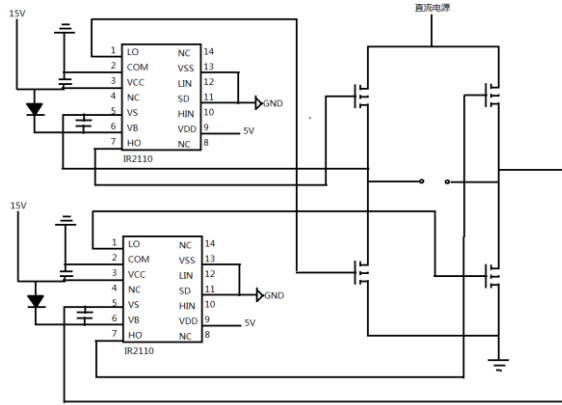 直流电源
15V
1 LO NC 14
2 COM VSS 13
3 VCC LIN 12
4 NC SD 11
GND
5 VS HIN 10
6 VB VDD 9
5V
7 HO NC 8
IR2110
15V
1 LO NC 14
2 COM VSS 13
3 VCC LIN 12
4 NC SD 11
GND
5 VS HIN 10
6 VB VDD 9
5V
7 HO NC 8
IR2110